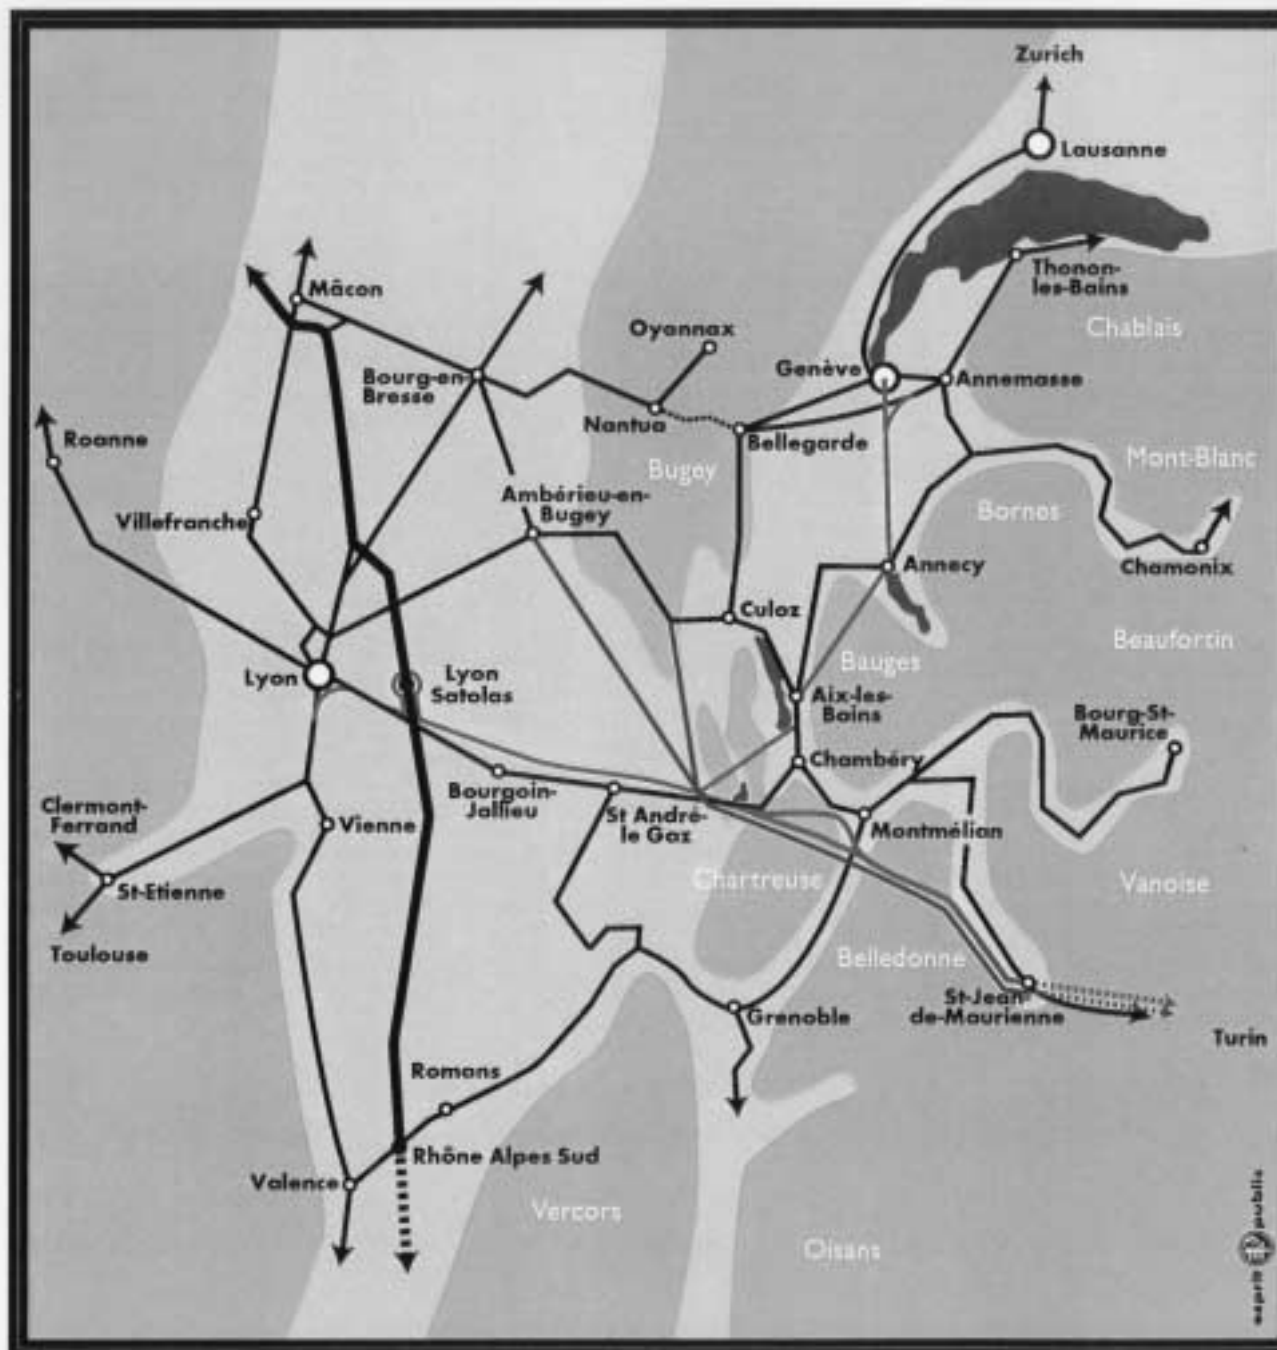 Zurich
Lausanne
Mâcon
Thonon-
les-Bains
Oyannax
Chablais
Genève
Bourg-en-
Bresse
Annemasse
Roanne
Nantua
Bellegarde
Mont-Blanc
Bugey
Ambérieu-en-
Bugey
Bornes
Villefranche
Annecy
Chamonix
Culoz
Beaufortin
Bauges
Lyon
Lyon
Satolas
Aix-les-
Bains
Bourg-St-
Maurice
Chambéry
Bourgoin-
Jallieu
Clermont-
Ferrand
Vienne
St André-
le Gaz
Montmélian
Chartreuse
Vanoise
St-Etienne
Toulouse
Belledonne
St-Jean-
de-Maurienne
Grenoble
Turin
Romans
Rhône Alpes Sud
Valence
Vercors
Oisans
esprit publis